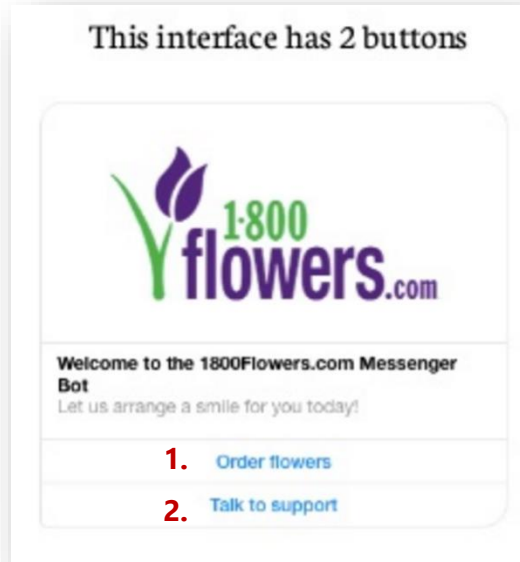 This interface has 2 buttons
1-800
flowers.com
Welcome to the 1800Flowers.com Messenger
Bot
Let us arrange a smile for you today!
1. Order flowers
2. Talk to support